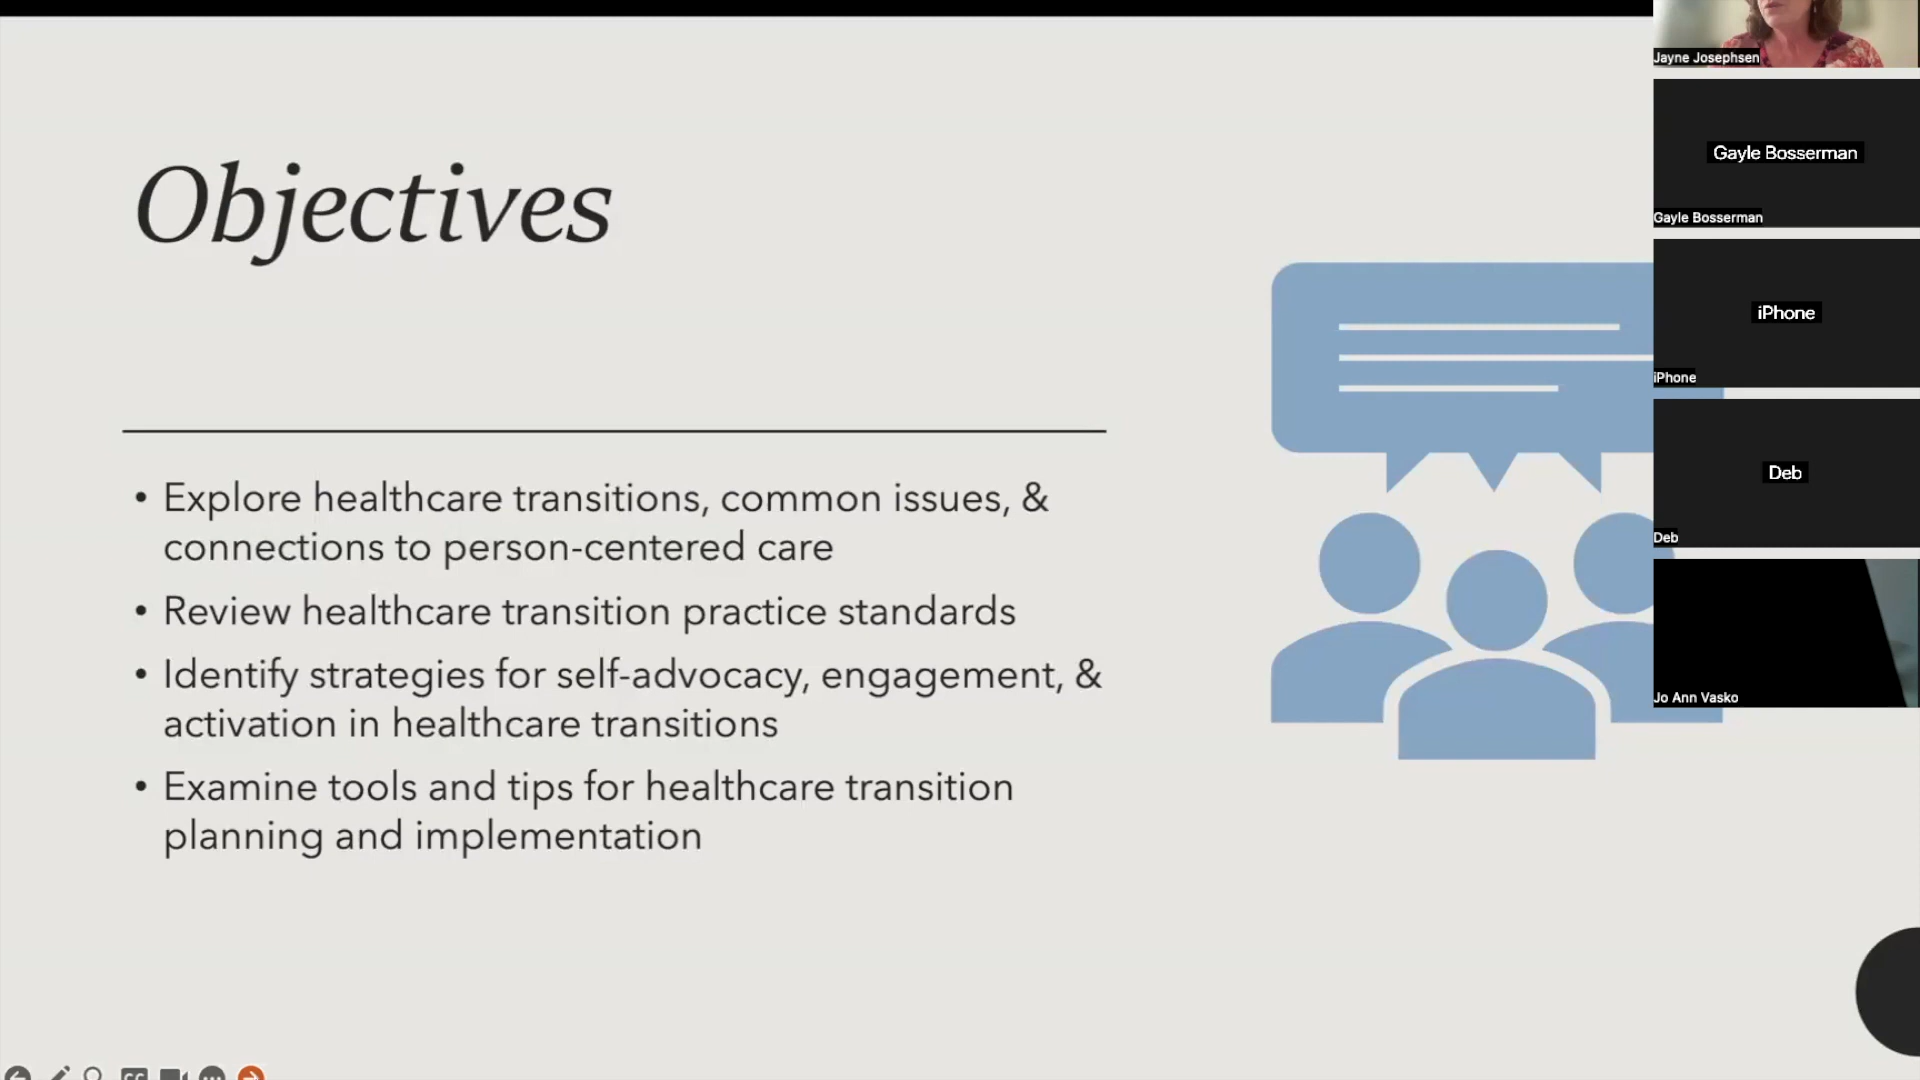 Objectives
• Explore healthcare transitions, common issues, &
connections to person-centered care
• Review healthcare transition practice standards
• Identify strategies for self-advocacy, engagement, &
activation in healthcare transitions
• Examine tools and tips for healthcare transition
planning and implementation
Jayne Josephsen
Gayle Bosserman
Gayle Bosserman
iPhone
iPhone
Deb
Deb
Jo Ann Vasko
CC